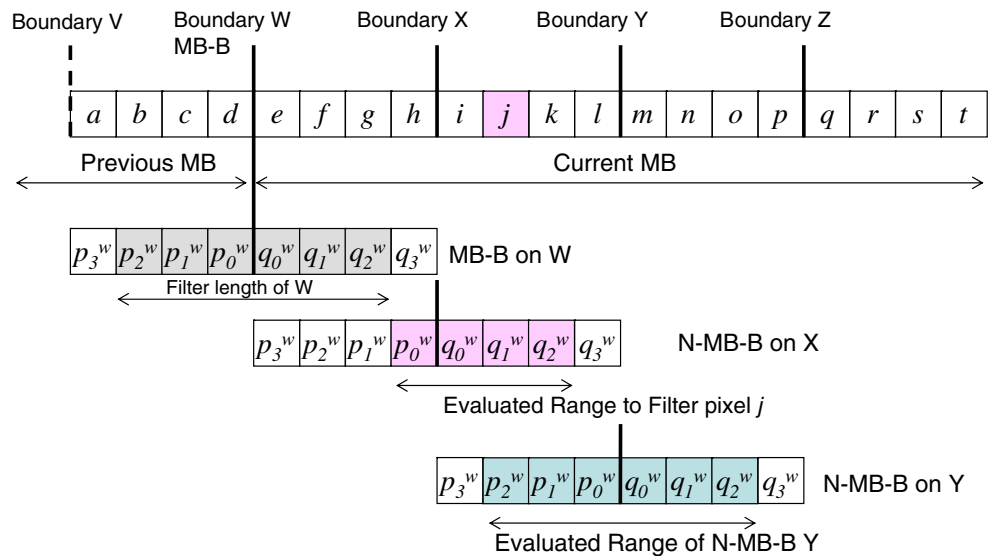 Boundary V Boundary W Boundary X Boundary Y Boundary Z
MB-B
a b c d e f g h i j k l m n o p q r s t
Previous MB Current MB
p₃ʷ p₂ʷ p₁ʷ p₀ʷ q₀ʷ q₁ʷ q₂ʷ q₃ʷ MB-B on W
Filter length of W
p₃ʷ p₂ʷ p₁ʷ p₀ʷ q₀ʷ q₁ʷ q₂ʷ q₃ʷ N-MB-B on X
Evaluated Range to Filter pixel j
p₃ʷ p₂ʷ p₁ʷ p₀ʷ q₀ʷ q₁ʷ q₂ʷ q₃ʷ N-MB-B on Y
Evaluated Range of N-MB-B Y